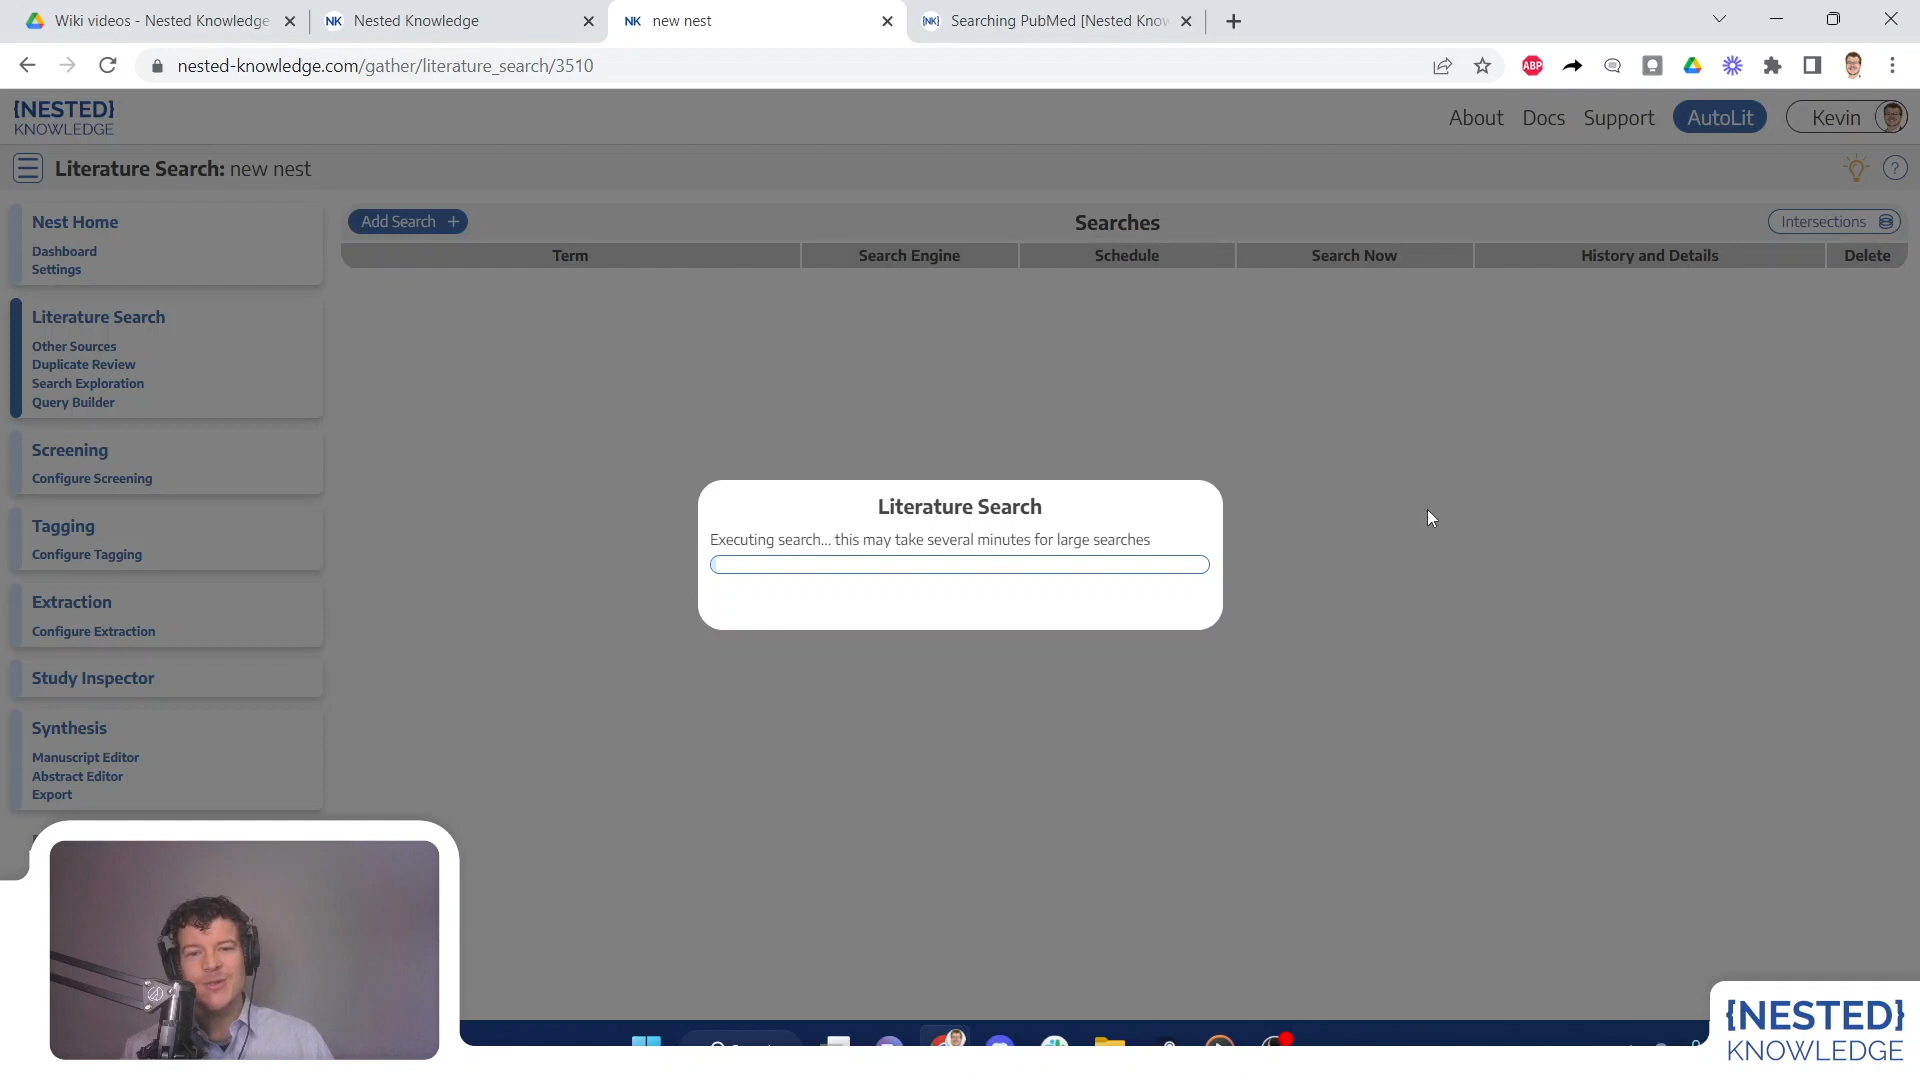 Wiki videos - Nested Knowledge
NK Nested Knowledge
NK new nest
{NK} Searching PubMed [Nested Know
nested-knowledge.com/gather/literature_search/3510
ABP
{NESTED}
KNOWLEDGE
About Docs Support AutoLit Kevin
Literature Search: new nest
?
Nest Home
Dashboard
Settings
Literature Search
Other Sources
Duplicate Review
Search Exploration
Query Builder
Screening
Configure Screening
Tagging
Configure Tagging
Extraction
Configure Extraction
Study Inspector
Synthesis
Manuscript Editor
Abstract Editor
Export
Add Search +
Searches
Intersections
Term Search Engine Schedule Search Now History and Details Delete
Literature Search
Executing search... this may take several minutes for large searches
{NESTED}
KNOWLEDGE